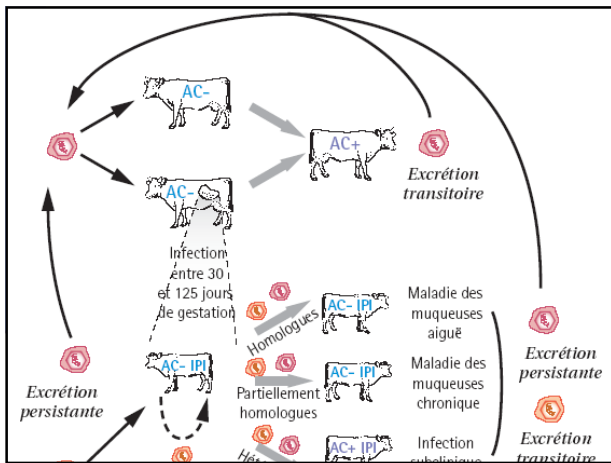 AC-
AC+
AC-
Excrétion
transitoire
Infection
entre 30
et 125 jours
de gestation
Homologues
AC- IPI
Maladie des
muqueuses
aiguë
AC- IPI
Partiellement
homologues
AC- IPI
Maladie des
muqueuses
chronique
Excrétion
persistante
Excrétion
persistante
AC+ IPI
Infection
subclinique
Excrétion
transitoire